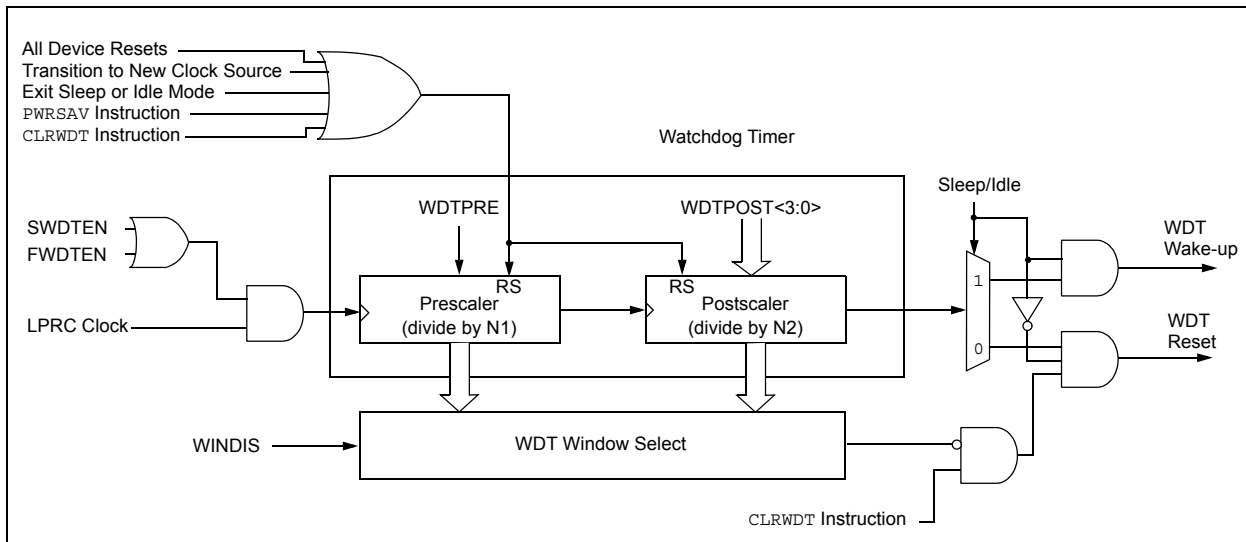 All Device Resets
Transition to New Clock Source
Exit Sleep or Idle Mode
PWRSAV Instruction
CLRWDT Instruction
Watchdog Timer
Sleep/Idle
WDTPRE
WDTPOST<3:0>
SWDTEN
FWDTEN
WDT
Wake-up
RS
Prescaler
(divide by N1)
RS
Postscaler
(divide by N2)
1
0
LPRC Clock
WDT
Reset
WINDIS
WDT Window Select
CLRWDT Instruction